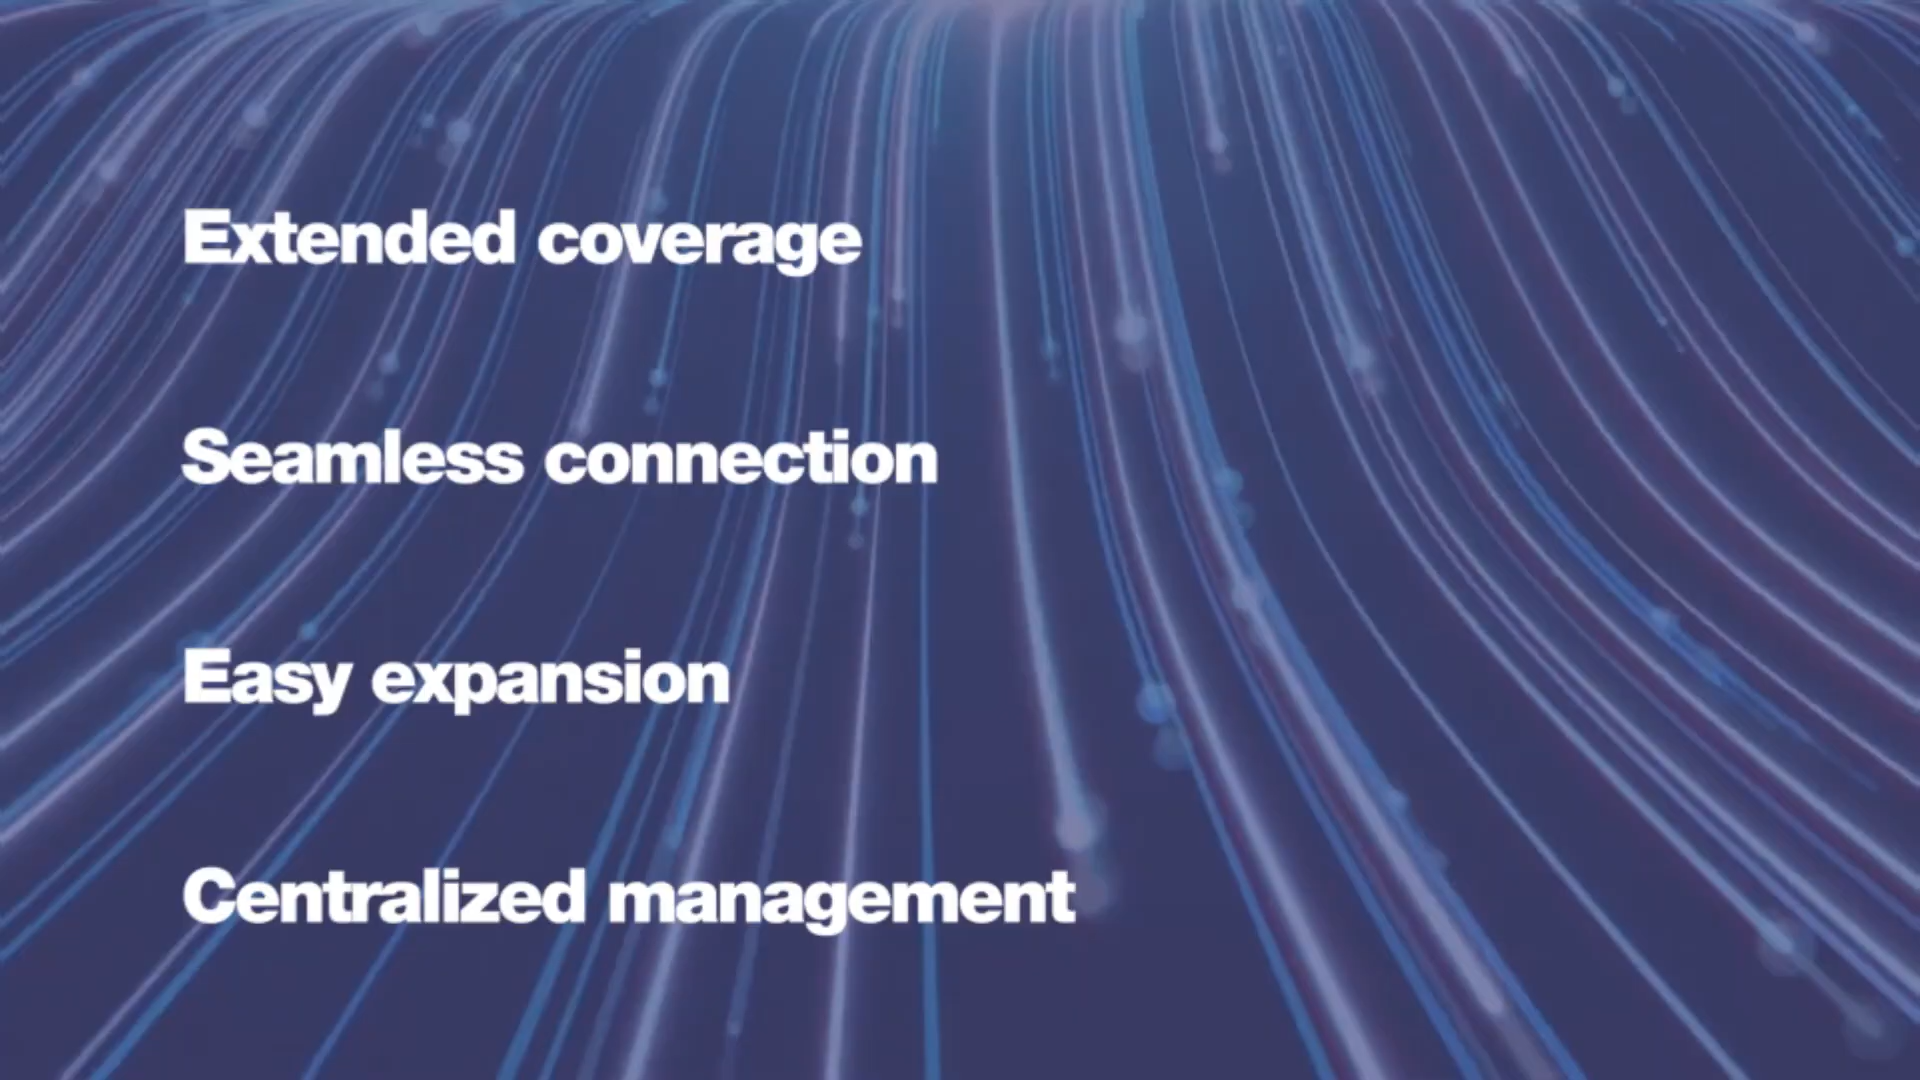 Extended coverage
Seamless connection
Easy expansion
Centralized management